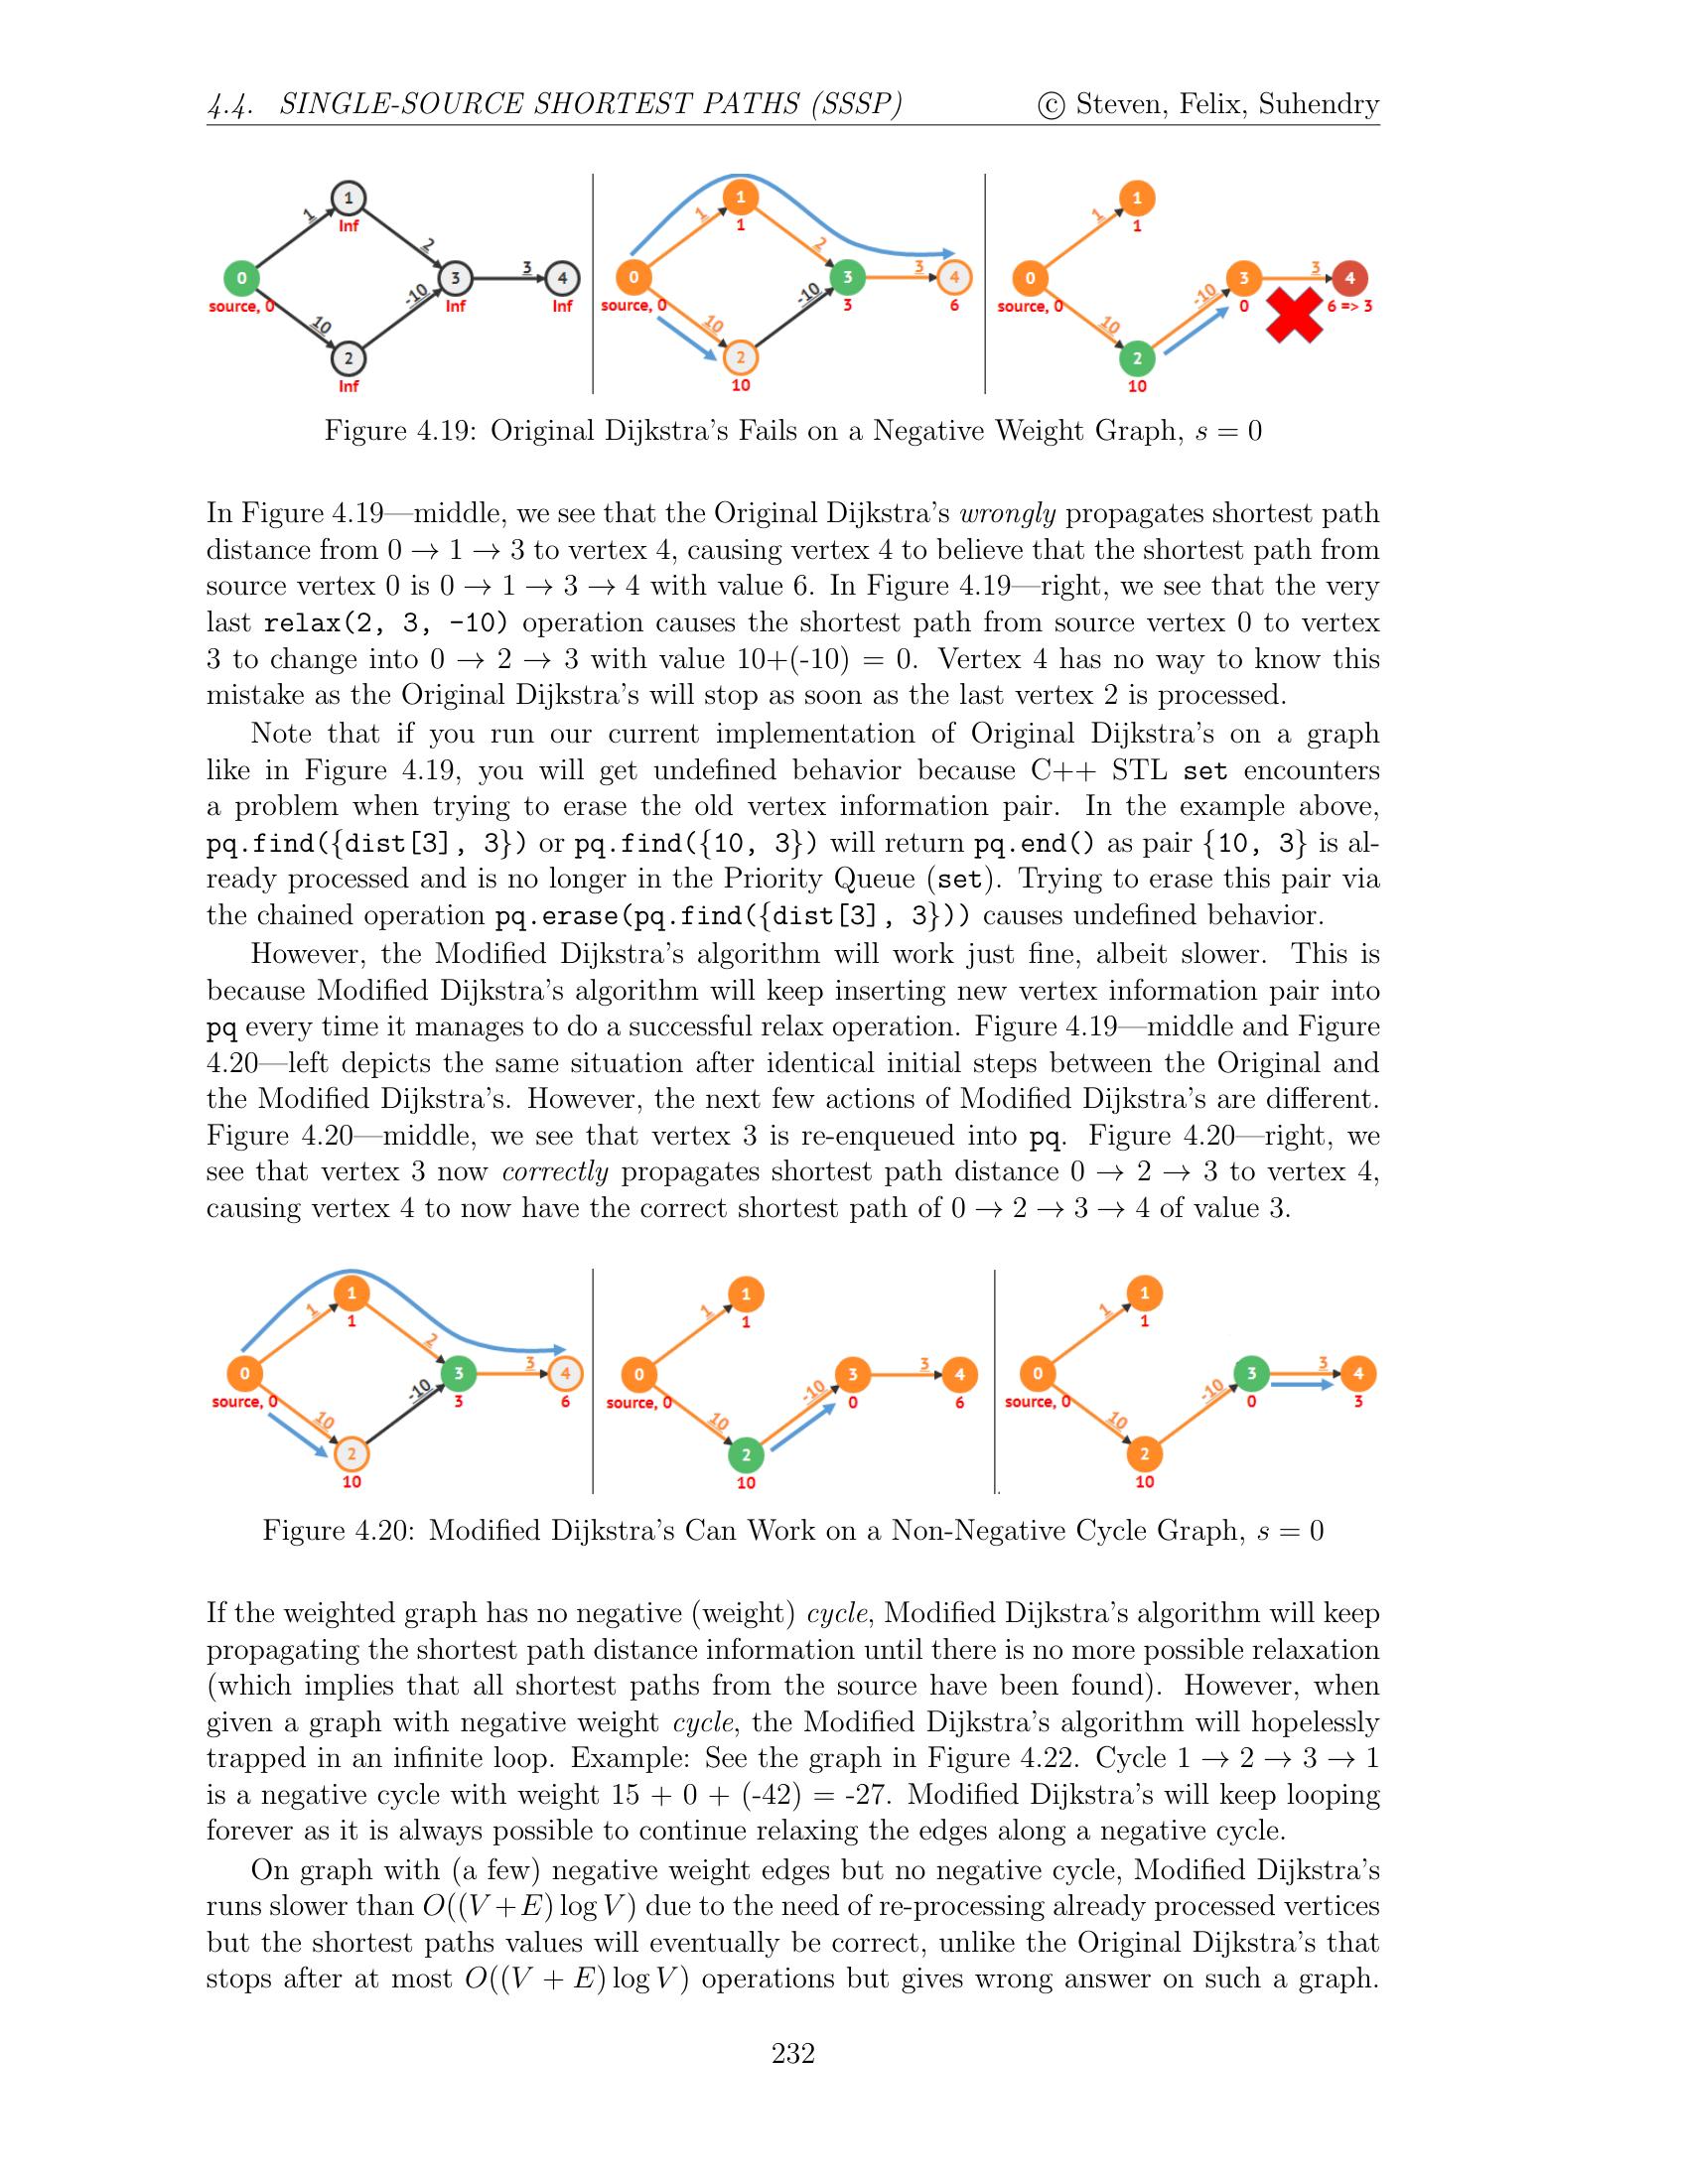 4.4. SINGLE-SOURCE SHORTEST PATHS (SSSP) © Steven, Felix, Suhendry
0
source, 0
1
Inf
2
Inf
3
Inf
4
Inf
1
2
10
-10
3
0
source, 0
1
1
2
10
3
3
4
6
1
2
10
-10
3
0
source, 0
1
1
2
10
3
0
4
6 => 3
1
10
-10
3
Figure 4.19: Original Dijkstra's Fails on a Negative Weight Graph, s = 0
In Figure 4.19—middle, we see that the Original Dijkstra's wrongly propagates shortest path
distance from 0 → 1 → 3 to vertex 4, causing vertex 4 to believe that the shortest path from
source vertex 0 is 0 → 1 → 3 → 4 with value 6. In Figure 4.19—right, we see that the very
last relax(2, 3, -10) operation causes the shortest path from source vertex 0 to vertex
3 to change into 0 → 2 → 3 with value 10+(-10) = 0. Vertex 4 has no way to know this
mistake as the Original Dijkstra's will stop as soon as the last vertex 2 is processed.
Note that if you run our current implementation of Original Dijkstra's on a graph
like in Figure 4.19, you will get undefined behavior because C++ STL set encounters
a problem when trying to erase the old vertex information pair. In the example above,
pq.find({dist[3], 3}) or pq.find({10, 3}) will return pq.end() as pair {10, 3} is al-
ready processed and is no longer in the Priority Queue (set). Trying to erase this pair via
the chained operation pq.erase(pq.find({dist[3], 3})) causes undefined behavior.
However, the Modified Dijkstra's algorithm will work just fine, albeit slower. This is
because Modified Dijkstra's algorithm will keep inserting new vertex information pair into
pq every time it manages to do a successful relax operation. Figure 4.19—middle and Figure
4.20—left depicts the same situation after identical initial steps between the Original and
the Modified Dijkstra's. However, the next few actions of Modified Dijkstra's are different.
Figure 4.20—middle, we see that vertex 3 is re-enqueued into pq. Figure 4.20—right, we
see that vertex 3 now correctly propagates shortest path distance 0 → 2 → 3 to vertex 4,
causing vertex 4 to now have the correct shortest path of 0 → 2 → 3 → 4 of value 3.
0
source, 0
1
1
2
10
3
3
4
6
1
2
10
-10
3
0
source, 0
1
1
2
10
3
0
4
6
1
10
-10
3
0
source, 0
1
1
2
10
3
0
4
3
1
10
-10
3
Figure 4.20: Modified Dijkstra's Can Work on a Non-Negative Cycle Graph, s = 0
If the weighted graph has no negative (weight) cycle, Modified Dijkstra's algorithm will keep
propagating the shortest path distance information until there is no more possible relaxation
(which implies that all shortest paths from the source have been found). However, when
given a graph with negative weight cycle, the Modified Dijkstra's algorithm will hopelessly
trapped in an infinite loop. Example: See the graph in Figure 4.22. Cycle 1 → 2 → 3 → 1
is a negative cycle with weight 15 + 0 + (-42) = -27. Modified Dijkstra's will keep looping
forever as it is always possible to continue relaxing the edges along a negative cycle.
On graph with (a few) negative weight edges but no negative cycle, Modified Dijkstra's
runs slower than O((V + E) log V) due to the need of re-processing already processed vertices
but the shortest paths values will eventually be correct, unlike the Original Dijkstra's that
stops after at most O((V + E) log V) operations but gives wrong answer on such a graph.
232